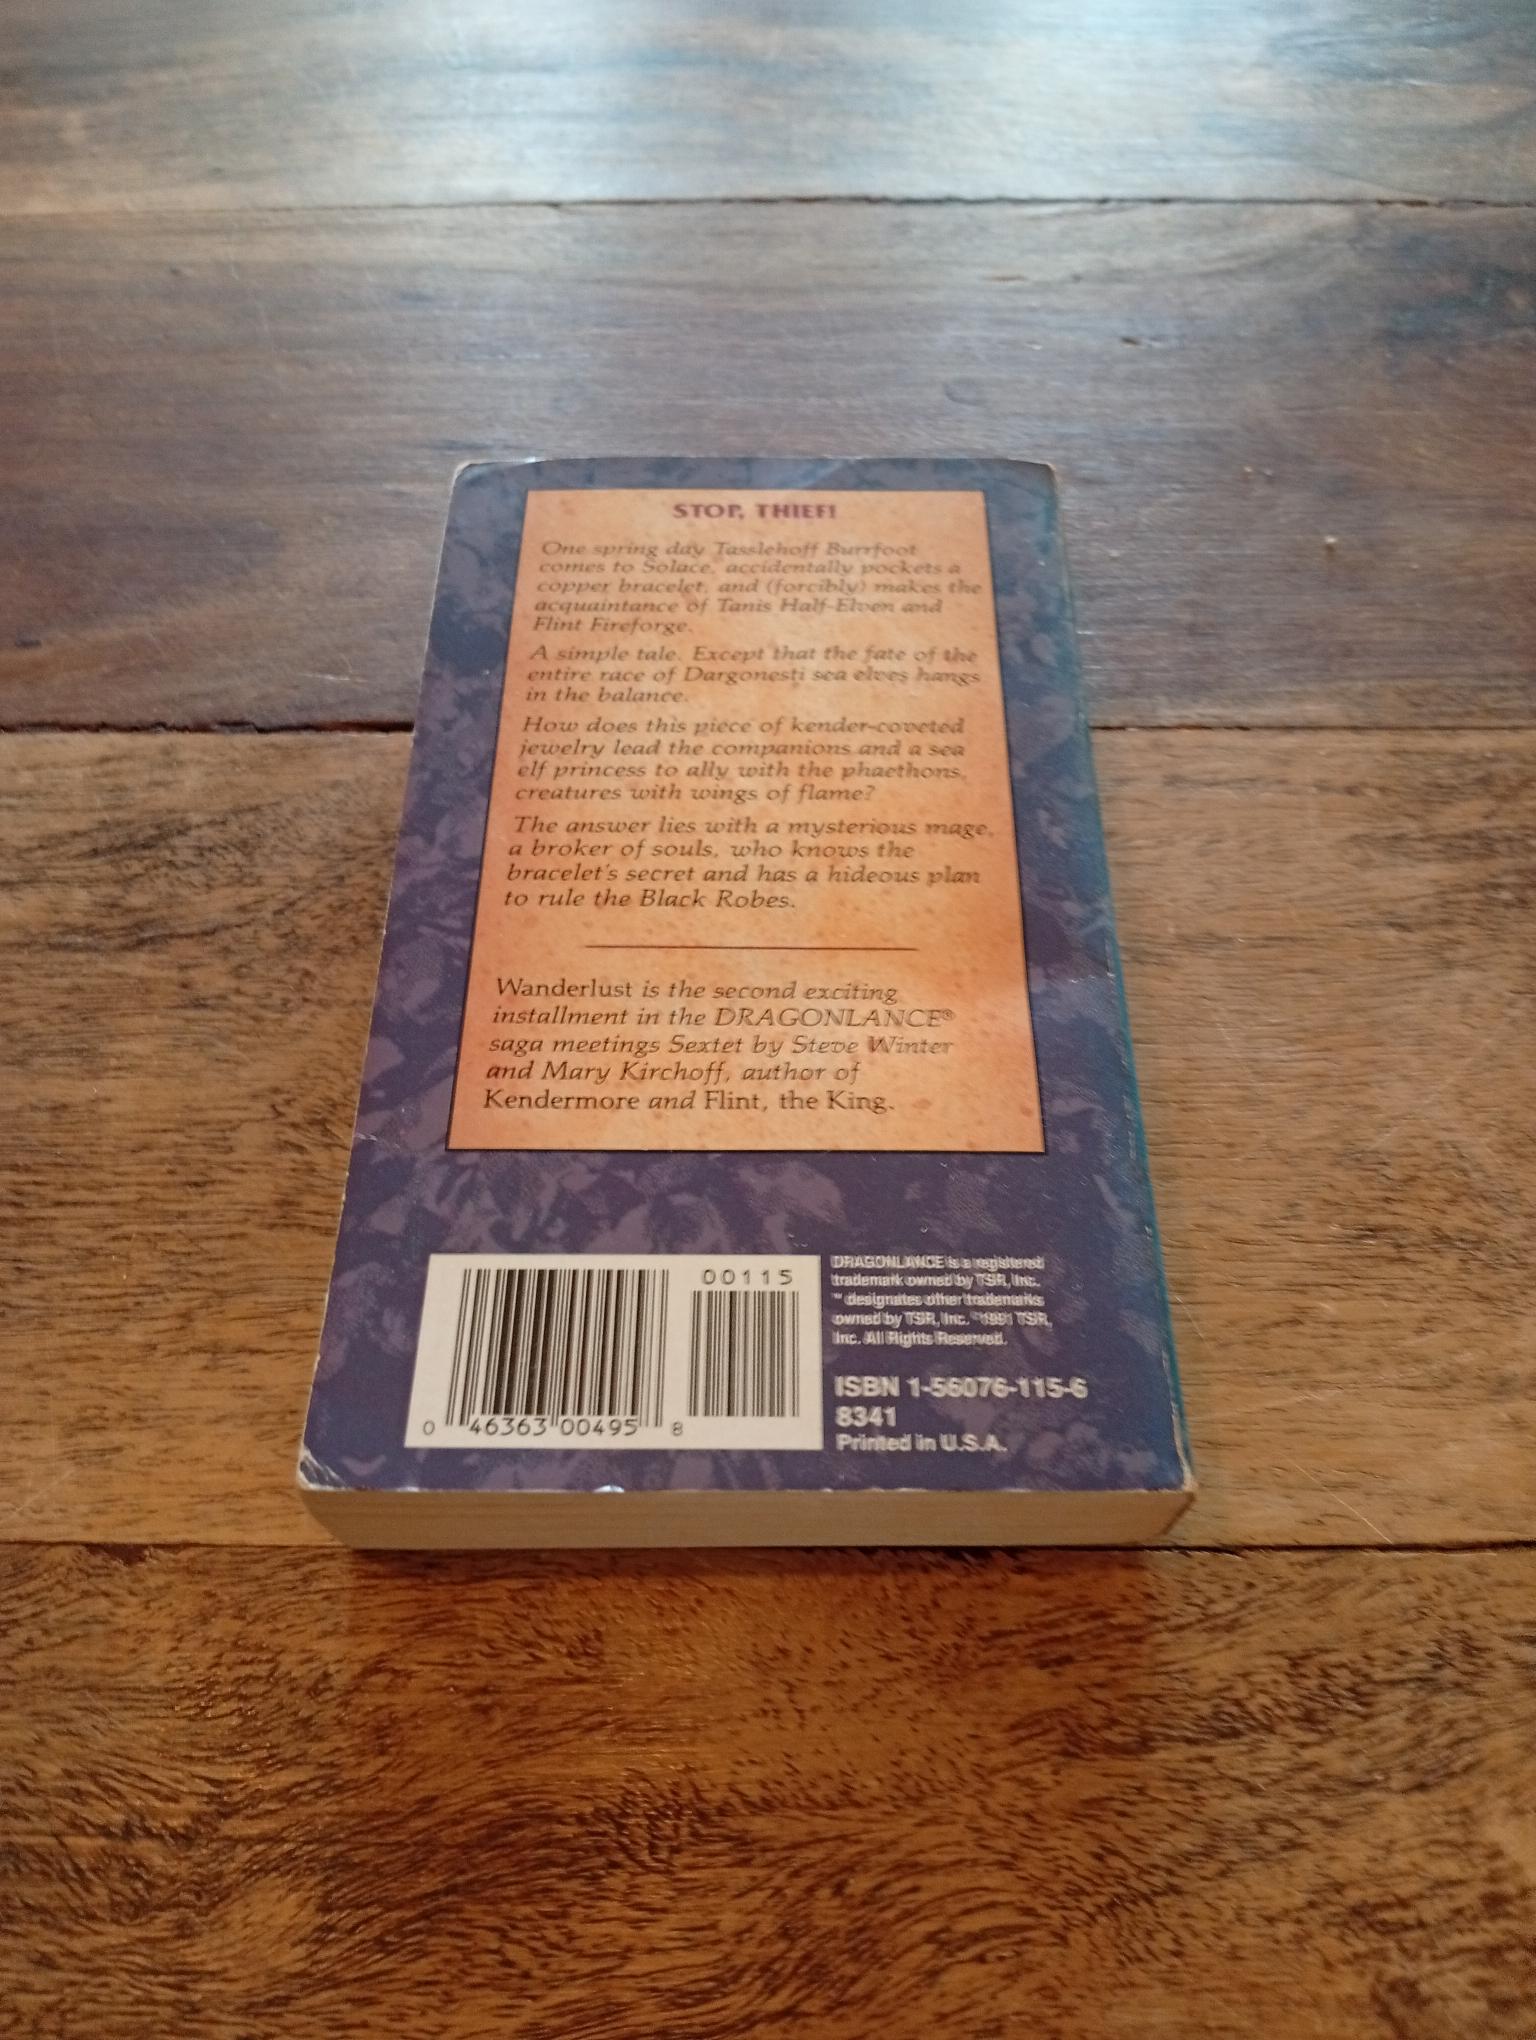 STOP, THIEF!
One spring day Tasslehoff Burrfoot
comes to Solace, accidentally pockets a
copper bracelet, and (forcibly) makes the
acquaintance of Tanis Half-Elven and
Flint Fireforge.
A simple tale. Except that the fate of the
entire race of Dargonesti sea elves hangs
in the balance.
How does this piece of kender-coveted
jewelry lead the companions and a sea
elf princess to ally with the phaethons,
creatures with wings of flame?
The answer lies with a mysterious mage,
a broker of souls, who knows the
bracelet's secret and has a hideous plan
to rule the Black Robes.
Wanderlust is the second exciting
installment in the DRAGONLANCE®
saga meetings Sextet by Steve Winter
and Mary Kirchoff, author of
Kendermore and Flint, the King.
00115
0 46363 00495 8
DRAGONLANCE is a registered
trademark owned by TSR, Inc.
™ designates other trademarks
owned by TSR, Inc. ©1991 TSR,
Inc. All Rights Reserved.
ISBN 1-56076-115-6
8341
Printed in U.S.A.